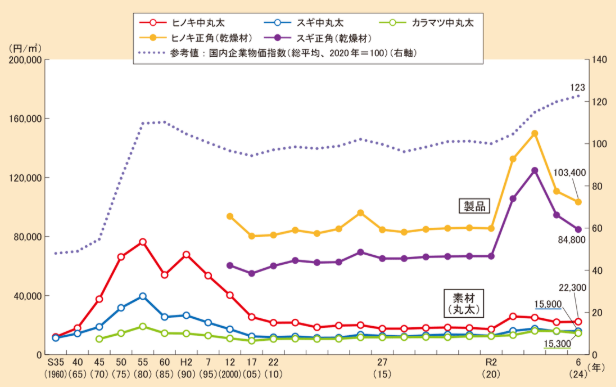 ヒノキ中丸太 スギ中丸太 カラマツ中丸太
ヒノキ正角(乾燥材) スギ正角(乾燥材)
参考値:国内企業物価指数(総平均、2020年=100)(右軸)
(円/㎥)
200,000 140
160,000 120
120,000 100
80,000 80
40,000 60
0 40
20
0
123
103,400
製品
84,800
素材
(丸太)
22,300
15,900
15,300
S35 40 45 50 55 60 H2 7 12 17 22 27 R2 6 (年)
(1960) (65) (70) (75) (80) (85) (90) (95) (2000) (05) (10) (15) (20) (24)